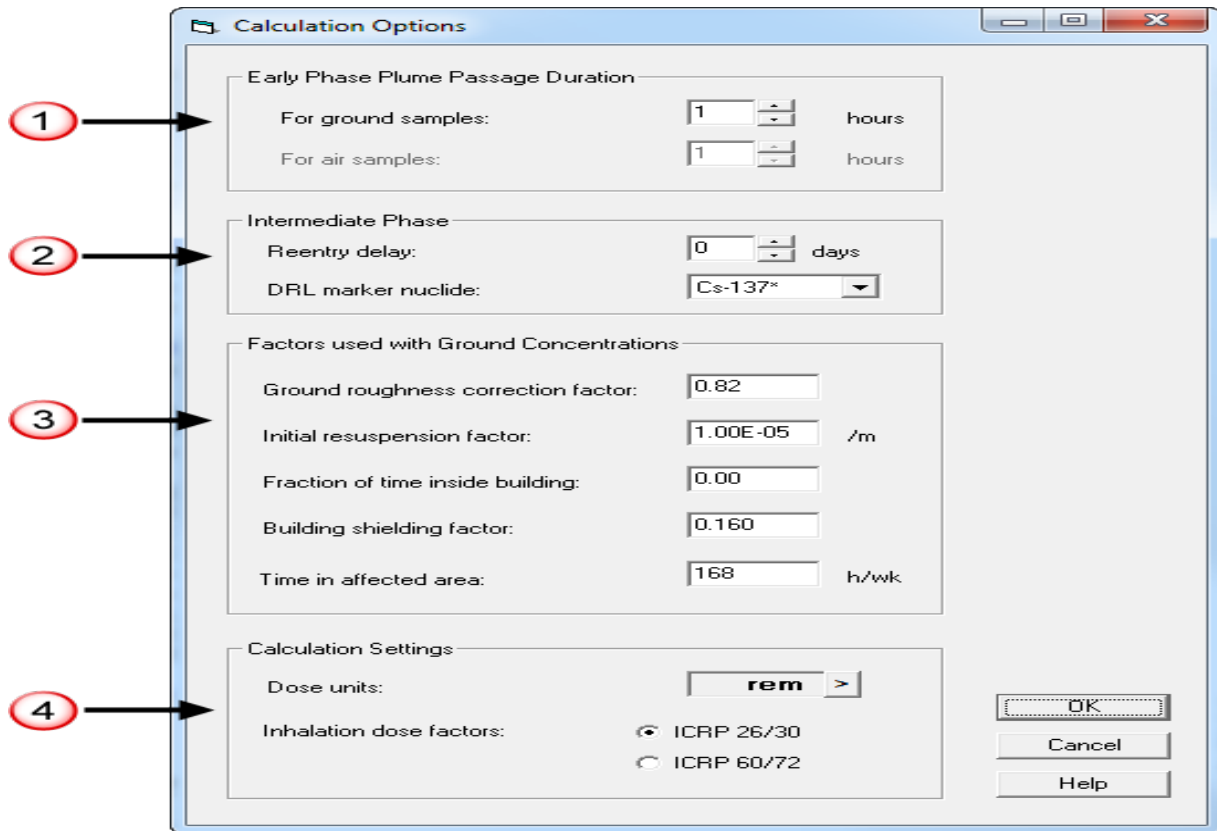 Calculation Options
Early Phase Plume Passage Duration
1
For ground samples: 1 hours
For air samples: 1 hours
Intermediate Phase
2
Reentry delay: 0 days
DRL marker nuclide: Cs-137*
Factors used with Ground Concentrations
Ground roughness correction factor: 0.82
3
Initial resuspension factor: 1.00E-05 /m
Fraction of time inside building: 0.00
Building shielding factor: 0.160
Time in affected area: 168 h/wk
Calculation Settings
Dose units: rem >
4
Inhalation dose factors: ICRP 26/30
ICRP 60/72
OK
Cancel
Help